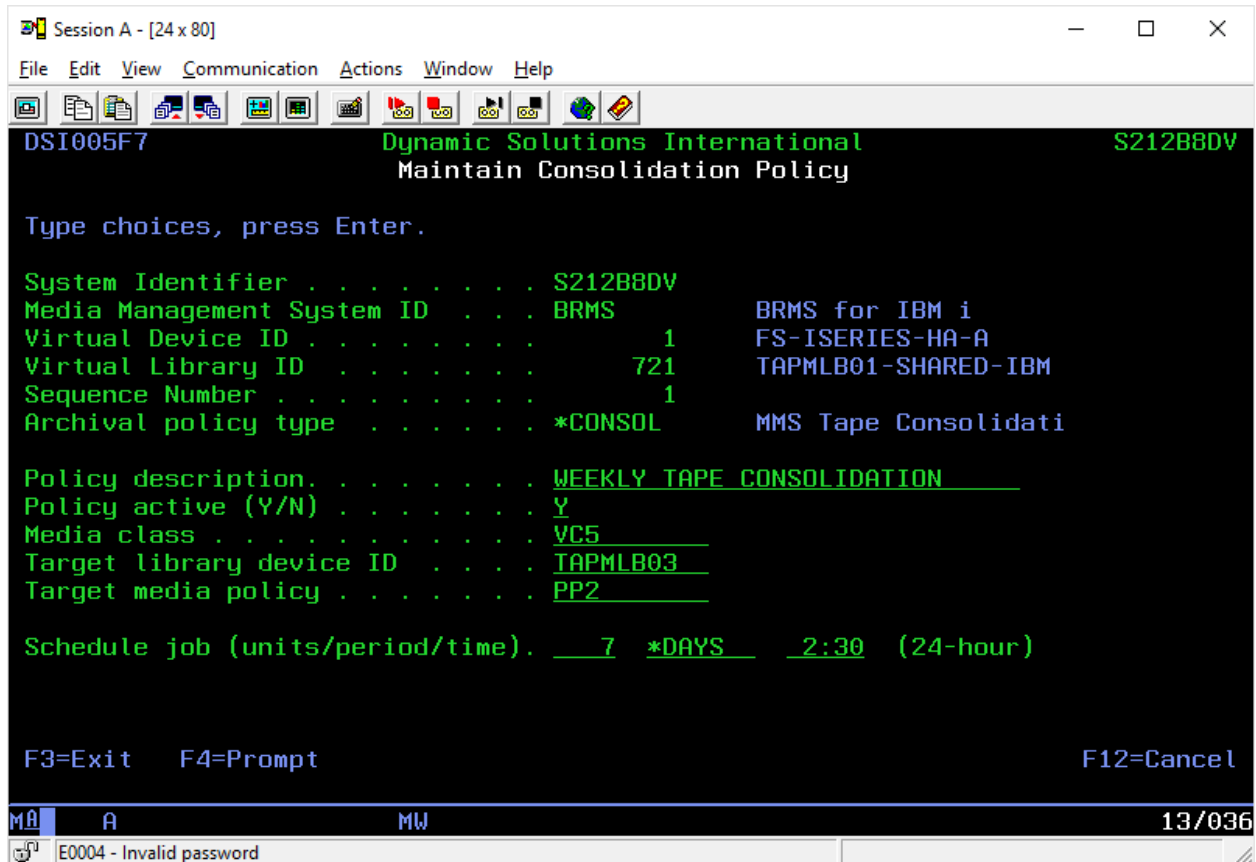 Session A - [24 x 80]
File Edit View Communication Actions Window Help
DSI005F7 Dynamic Solutions International S212B8DV
Maintain Consolidation Policy
Type choices, press Enter.
System Identifier . . . . . . . . S212B8DV
Media Management System ID . . . BRMS BRMS for IBM i
Virtual Device ID . . . . . . . . 1 FS-ISERIES-HA-A
Virtual Library ID . . . . . . . 721 TAPMLB01-SHARED-IBM
Sequence Number . . . . . . . . . 1
Archival policy type . . . . . . *CONSOL MMS Tape Consolidati
Policy description. . . . . . . . WEEKLY TAPE CONSOLIDATION
Policy active (Y/N) . . . . . . . Y
Media class . . . . . . . . . . . VC5
Target library device ID . . . . TAPMLB03
Target media policy . . . . . . . PP2
Schedule job (units/period/time). 7 *DAYS 2:30 (24-hour)
F3=Exit F4=Prompt F12=Cancel
MA A MW 13/036
E0004 - Invalid password